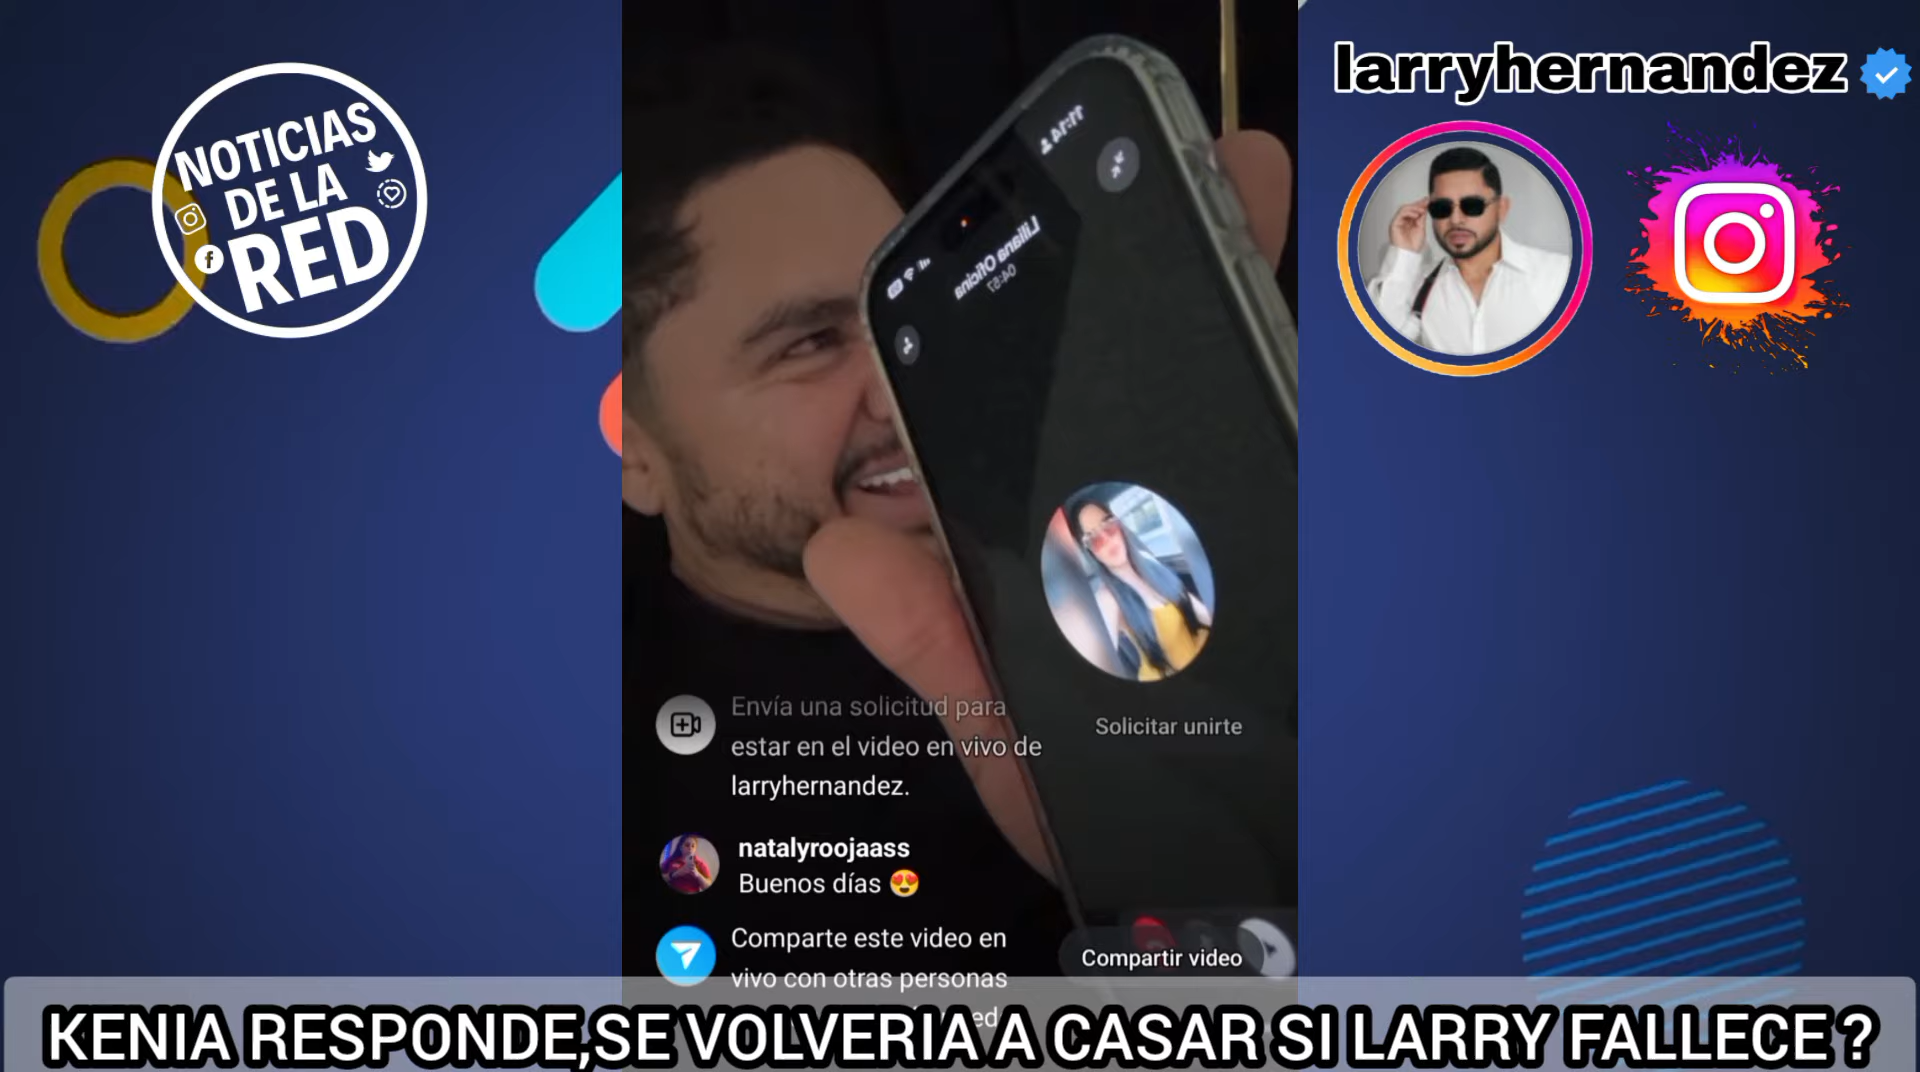 NOTICIAS
DE LA
RED
larryhernandez
11:14
Liliana Oficina
04:57
Envía una solicitud para
estar en el video en vivo de
larryhernandez.
Solicitar unirte
natalyroojaass
Buenos días 😍
Comparte este video en
vivo con otras personas
Compartir video
KENIA RESPONDE,SE VOLVERIA A CASAR SI LARRY FALLECE ?